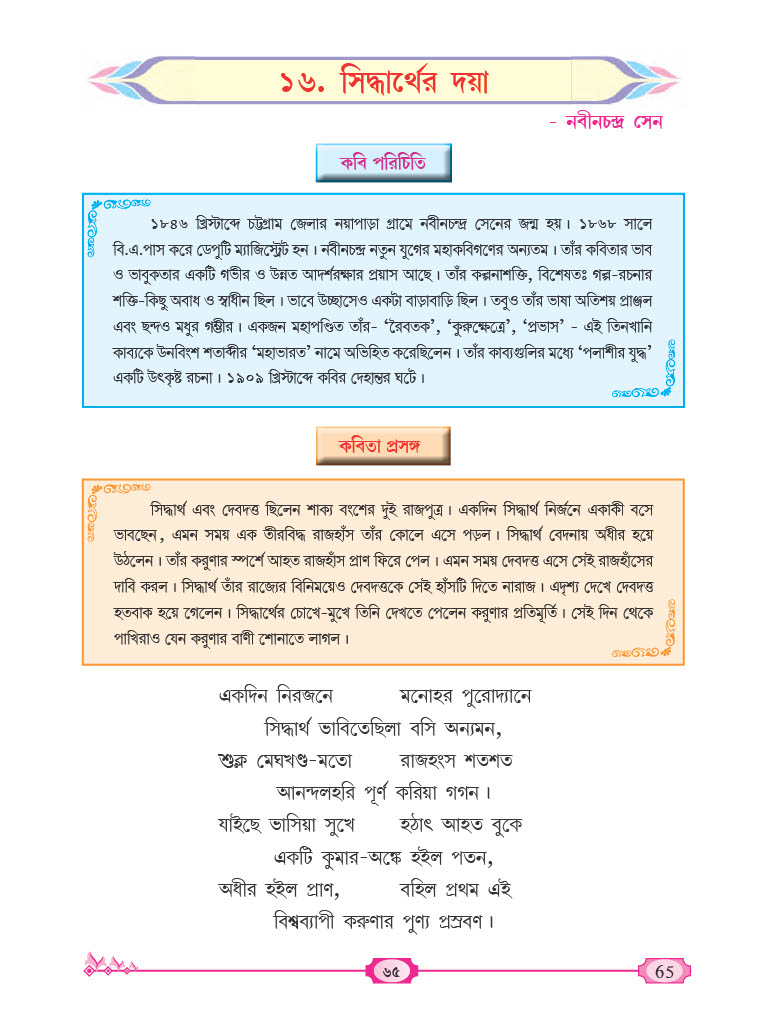 ১৬. সিদ্ধার্থের দয়া
- নবীনচন্দ্র সেন
কবি পরিচিতি
১৮৪৬ খ্রিস্টাব্দে চট্টগ্রাম জেলার নয়াপাড়া গ্রামে নবীনচন্দ্র সেনের জন্ম হয়। ১৮৬৮ সালে
বি.এ.পাস করে ডেপুটি ম্যাজিস্ট্রেট হন। নবীনচন্দ্র নতুন যুগের মহাকবিগণের অন্যতম। তাঁর কবিতার ভাব
ও ভাবুকতার একটি গভীর ও উন্নত আদর্শরক্ষার প্রয়াস আছে। তাঁর কল্পনাশক্তি, বিশেষতঃ গল্প-রচনার
শক্তি-কিছু অবাধ ও স্বাধীন ছিল। ভাবে উচ্ছাসেও একটা বাড়াবাড়ি ছিল। তবুও তাঁর ভাষা অতিশয় প্রাঞ্জল
এবং ছন্দও মধুর গম্ভীর। একজন মহাপণ্ডিত তাঁর- ‘রৈবতক’, ‘কুরুক্ষেত্রে’, ‘প্রভাস’ - এই তিনখানি
কাব্যকে উনবিংশ শতাব্দীর ‘মহাভারত’ নামে অভিহিত করেছিলেন। তাঁর কাব্যগুলির মধ্যে ‘পলাশীর যুদ্ধ’
একটি উৎকৃষ্ট রচনা। ১৯০৯ খ্রিস্টাব্দে কবির দেহান্তর ঘটে।
কবিতা প্রসঙ্গ
সিদ্ধার্থ এবং দেবদত্ত ছিলেন শাক্য বংশের দুই রাজপুত্র। একদিন সিদ্ধার্থ নির্জনে একাকী বসে
ভাবছেন, এমন সময় এক তীরবিদ্ধ রাজহাঁস তাঁর কোলে এসে পড়ল। সিদ্ধার্থ বেদনায় অধীর হয়ে
উঠলেন। তাঁর করুণার স্পর্শে আহত রাজহাঁস প্রাণ ফিরে পেল। এমন সময় দেবদত্ত এসে সেই রাজহাঁসের
দাবি করল। সিদ্ধার্থ তাঁর রাজ্যের বিনিময়েও দেবদত্তকে সেই হাঁসটি দিতে নারাজ। এদৃশ্য দেখে দেবদত্ত
হতবাক হয়ে গেলেন। সিদ্ধার্থের চোখে-মুখে তিনি দেখতে পেলেন করুণার প্রতিমূর্তি। সেই দিন থেকে
পাখিরাও যেন করুণার বাণী শোনাতে লাগল।
একদিন নিরজনে মনোহর পুরোদ্যানে
সিদ্ধার্থ ভাবিতেছিলা বসি অন্যমন,
শুক্ল মেঘখণ্ড-মতো রাজহংস শতশত
আনন্দলহরি পূর্ণ করিয়া গগন।
যাইছে ভাসিয়া সুখে হঠাৎ আহত বুকে
একটি কুমার-অঙ্কে হইল পতন,
অধীর হইল প্রাণ, বহিল প্রথম এই
বিশ্বব্যাপী করুণার পুণ্য প্রস্রবণ।
৬৫
65